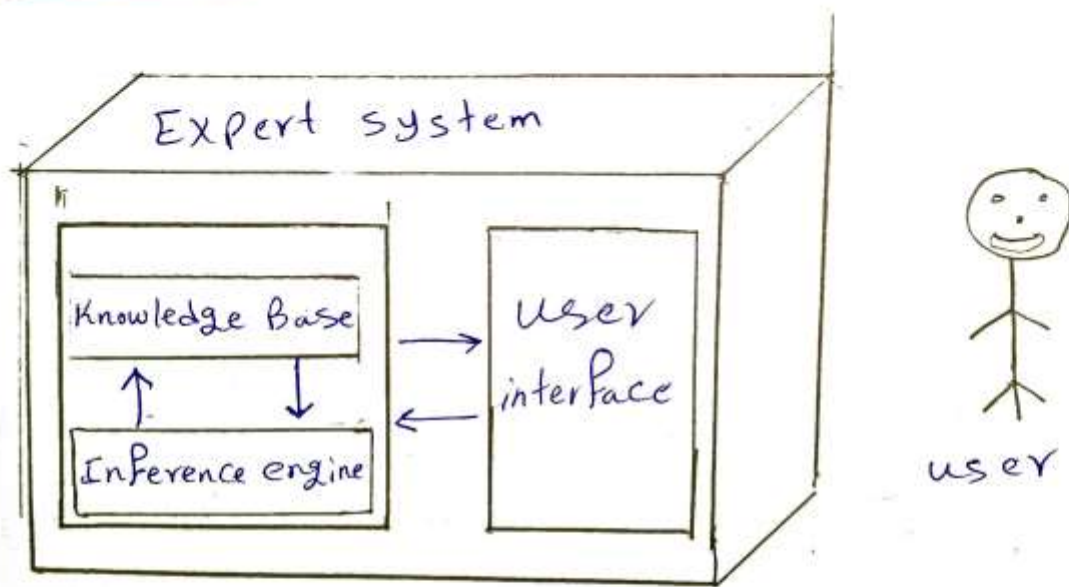 Expert system
Knowledge Base
Inference engine
user
interface
user